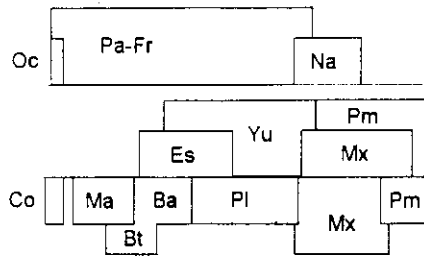 Pa-Fr
Oc Na
Yu Pm
Es Mx
Co Ma Ba Pl Pm
Bt Mx